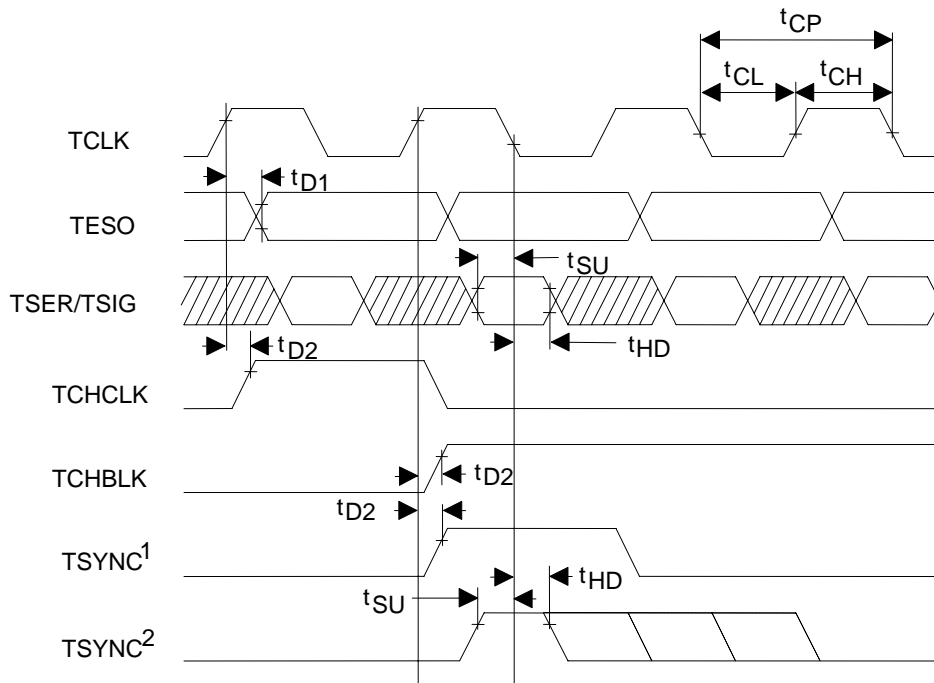 tCP
tCL tCH
TCLK
tD1
TESO
tSU
TSER/TSIG
tD2 tHD
TCHCLK
TCHBLK
tD2
tD2
TSYNC1
tHD
tSU
TSYNC2